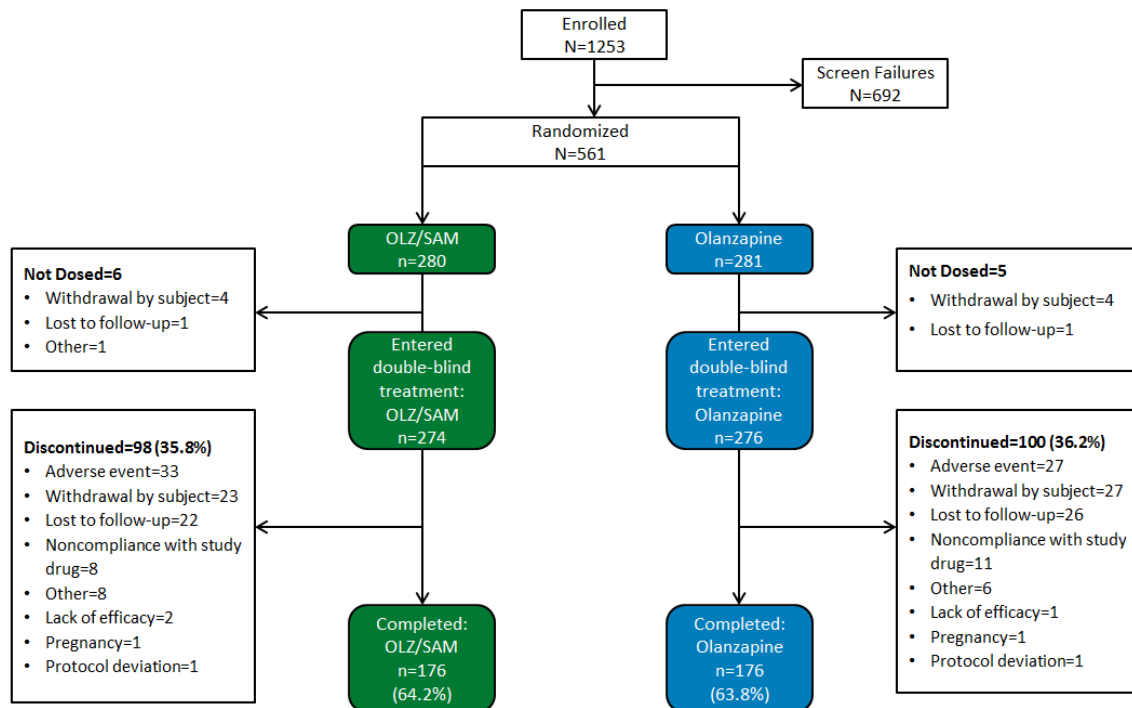 Enrolled
N=1253
Screen Failures
N=692
Randomized
N=561
OLZ/SAM
n=280
Olanzapine
n=281
Not Dosed=6
• Withdrawal by subject=4
• Lost to follow-up=1
• Other=1
Not Dosed=5
• Withdrawal by subject=4
• Lost to follow-up=1
Entered
double-blind
treatment:
OLZ/SAM
n=274
Entered
double-blind
treatment:
Olanzapine
n=276
Discontinued=98 (35.8%)
• Adverse event=33
• Withdrawal by subject=23
• Lost to follow-up=22
• Noncompliance with study
drug=8
• Other=8
• Lack of efficacy=2
• Pregnancy=1
• Protocol deviation=1
Discontinued=100 (36.2%)
• Adverse event=27
• Withdrawal by subject=27
• Lost to follow-up=26
• Noncompliance with study
drug=11
• Other=6
• Lack of efficacy=1
• Pregnancy=1
• Protocol deviation=1
Completed:
OLZ/SAM
n=176
(64.2%)
Completed:
Olanzapine
n=176
(63.8%)